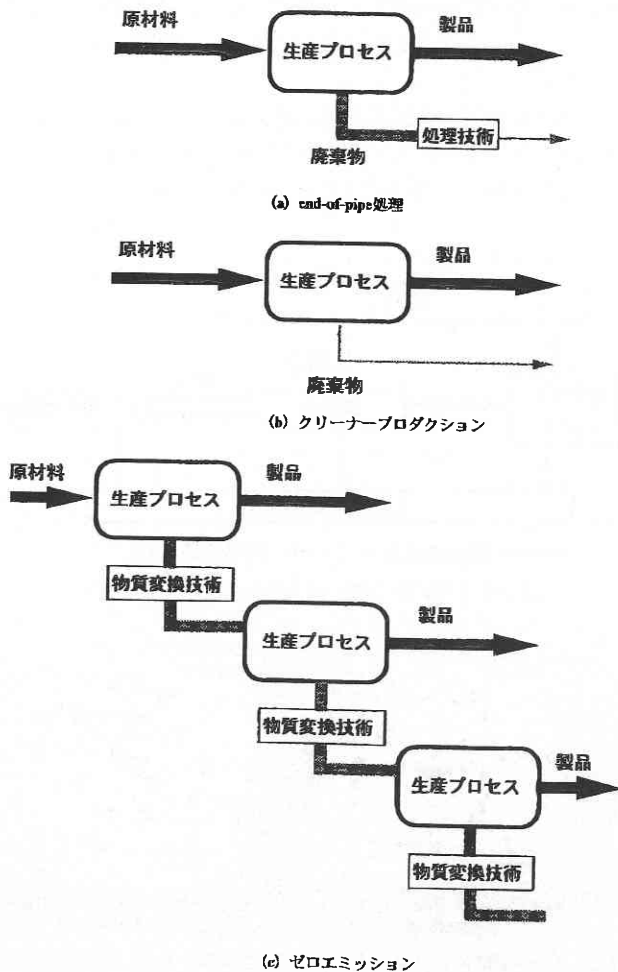 原材料
製品
生産プロセス
処理技術
廃棄物
(a) end-of-pipe処理
原材料
製品
生産プロセス
廃棄物
(b) クリーナープロダクション
原材料
製品
生産プロセス
物質変換技術
製品
生産プロセス
物質変換技術
製品
生産プロセス
物質変換技術
(c) ゼロエミッション